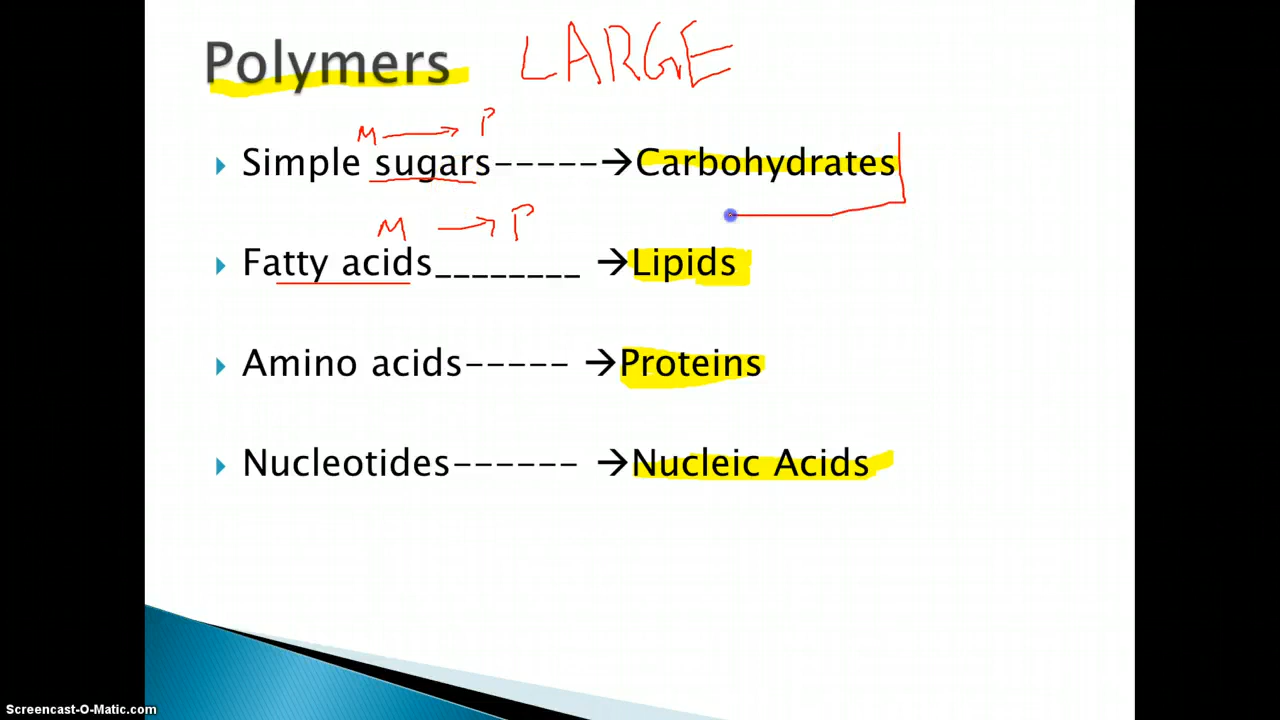 Polymers LARGE
M → P
▸ Simple sugars-----→Carbohydrates
M → P
▸ Fatty acids________ →Lipids
▸ Amino acids----- →Proteins
▸ Nucleotides------ →Nucleic Acids
Screencast-O-Matic.com